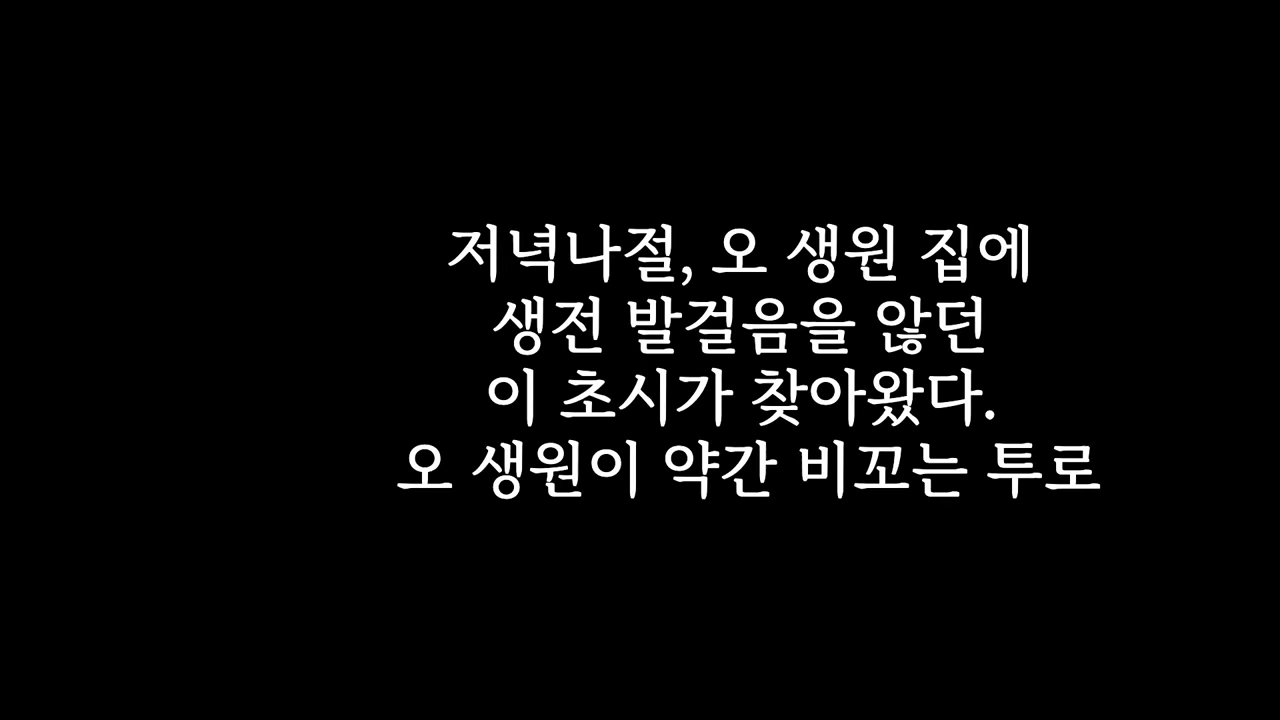 저녁나절, 오 생원 집에
생전 발걸음을 않던
이 초시가 찾아왔다.
오 생원이 약간 비꼬는 투로